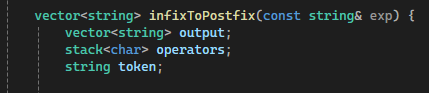 vector<string> infixToPostfix(const string& exp) {
vector<string> output;
stack<char> operators;
string token;